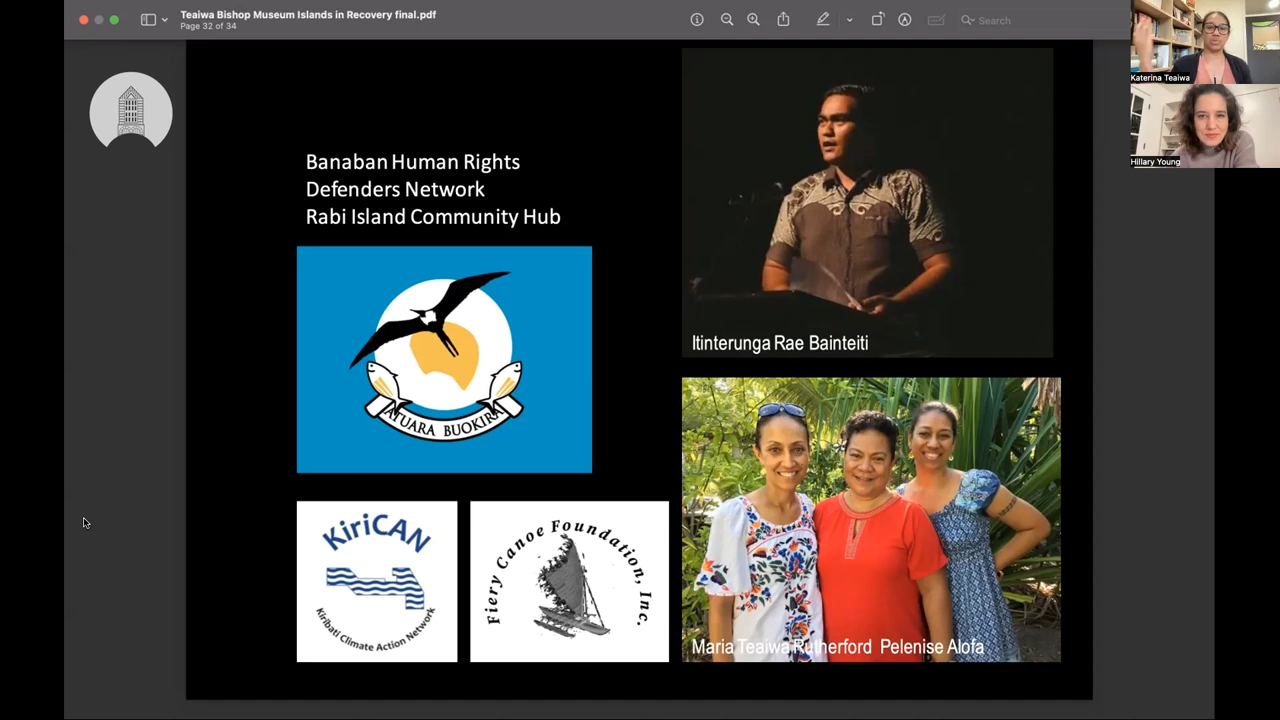 Teaiwa Bishop Museum Islands in Recovery final.pdf
Page 32 of 34
Search
Katerina Teaiwa
Hillary Young
Banaban Human Rights
Defenders Network
Rabi Island Community Hub
ATUARA BUOKIRA
KiriCAN
Kiribati Climate Action Network
Fiery Canoe Foundation, Inc.
Itinterunga Rae Bainteiti
Maria Teaiwa Rutherford Pelenise Alofa